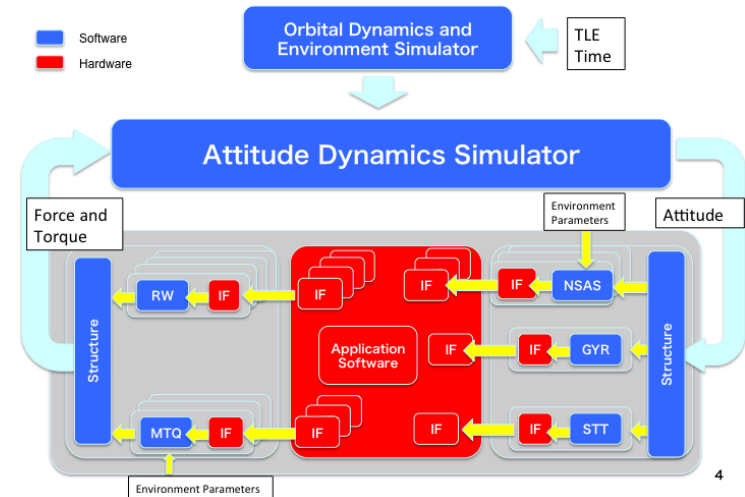 Software
Hardware
Orbital Dynamics and
Environment Simulator
TLE
Time
Attitude Dynamics Simulator
Force and
Torque
Environment
Parameters
Attitude
Structure
RW
IF
IF
IF
IF
NSAS
Structure
Application
Software
IF
IF
GYR
MTQ
IF
IF
IF
IF
STT
Environment Parameters
4